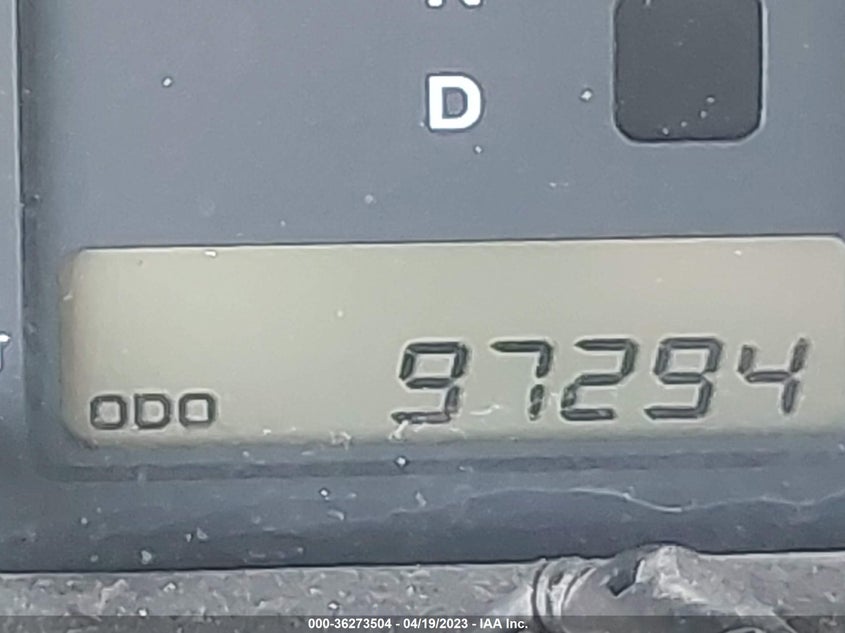 N
D
ODO 97294
000-36273504 - 04/19/2023 - IAA Inc.